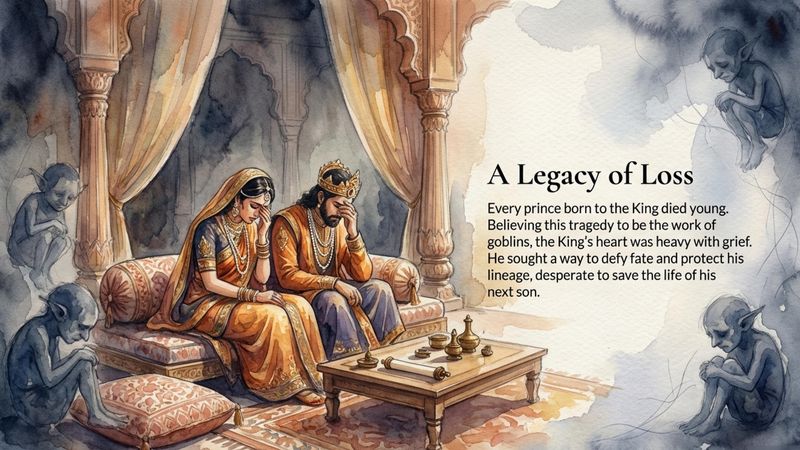 A Legacy of Loss
Every prince born to the King died young.
Believing this tragedy to be the work of
goblins, the King's heart was heavy with grief.
He sought a way to defy fate and protect his
lineage, desperate to save the life of his
next son.